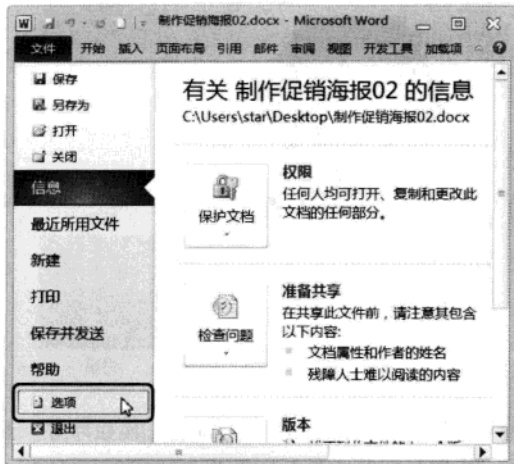 制作促销海报02.docx - Microsoft Word
文件 开始 插入 页面布局 引用 邮件 审阅 视图 开发工具 加载项
保存
另存为
打开
关闭
信息
最近所用文件
新建
打印
保存并发送
帮助
选项
退出
有关 制作促销海报02 的信息
C:\Users\star\Desktop\制作促销海报02.docx
保护文档
权限
任何人均可打开、复制和更改此
文档的任何部分。
检查问题
准备共享
在共享此文件前，请注意其包含
以下内容:
文档属性和作者的姓名
残障人士难以阅读的内容
版本